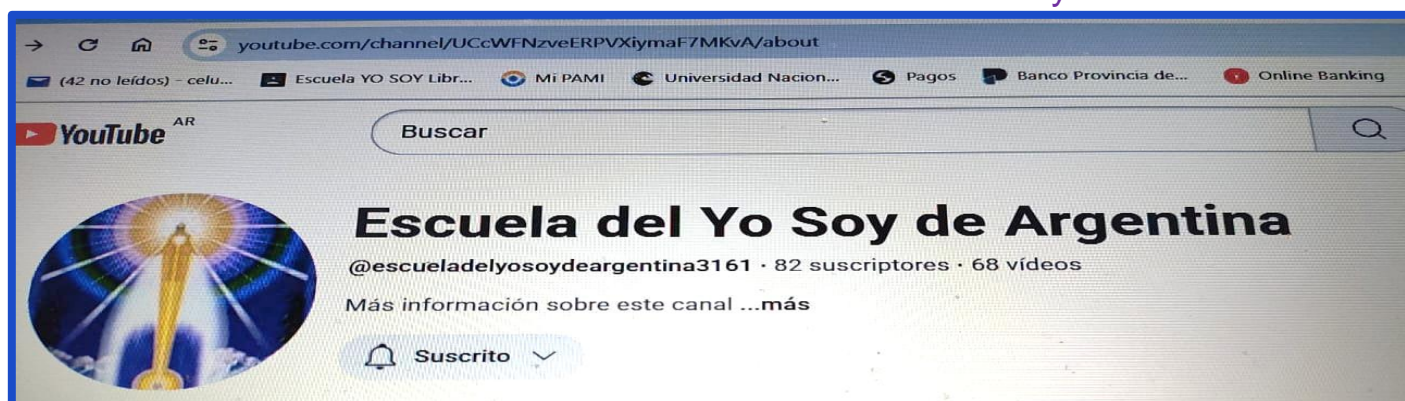 youtube.com/channel/UCcWFNzveERPVXiymaF7MKvA/about
(42 no leídos) - celu... Escuela YO SOY Libr... Mi PAMI Universidad Nacion... Pagos Banco Provincia de... Online Banking
YouTube AR Buscar
Escuela del Yo Soy de Argentina
@escueladelyosoydeargentina3161 · 82 suscriptores · 68 vídeos
Más información sobre este canal ...más
Suscrito